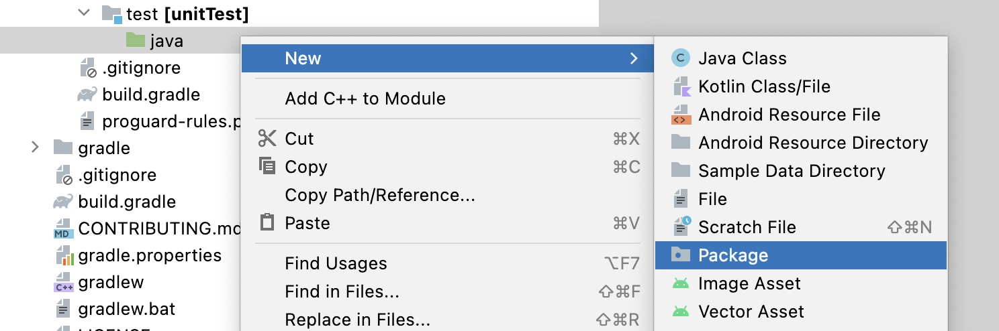 test [unitTest]
java
.gitignore
build.gradle
proguard-rules.p
gradle
.gitignore
build.gradle
MD CONTRIBUTING.md
gradle.properties
C++ gradlew
gradlew.bat
LICENSE
New
Add C++ to Module
Cut ⌘X
Copy ⌘C
Copy Path/Reference...
Paste ⌘V
Find Usages ⌥F7
Find in Files... ⇧⌘F
Replace in Files... ⇧⌘R
C Java Class
Kotlin Class/File
Android Resource File
Android Resource Directory
Sample Data Directory
File
Scratch File ⇧⌘N
Package
Image Asset
Vector Asset